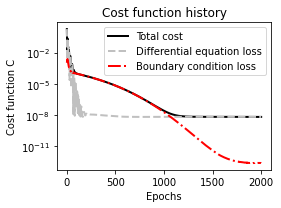 Cost function history
Total cost
Differential equation loss
Boundary condition loss
Cost function C
10⁻²
10⁻⁵
10⁻⁸
10⁻¹¹
0 500 1000 1500 2000
Epochs